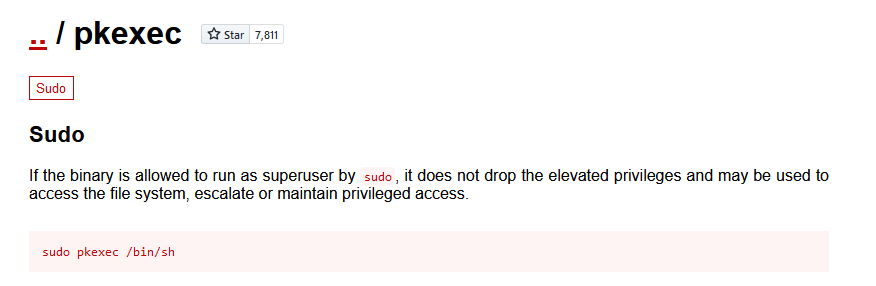 .. / pkexec Star 7,811
Sudo
Sudo
If the binary is allowed to run as superuser by sudo, it does not drop the elevated privileges and may be used to
access the file system, escalate or maintain privileged access.
sudo pkexec /bin/sh